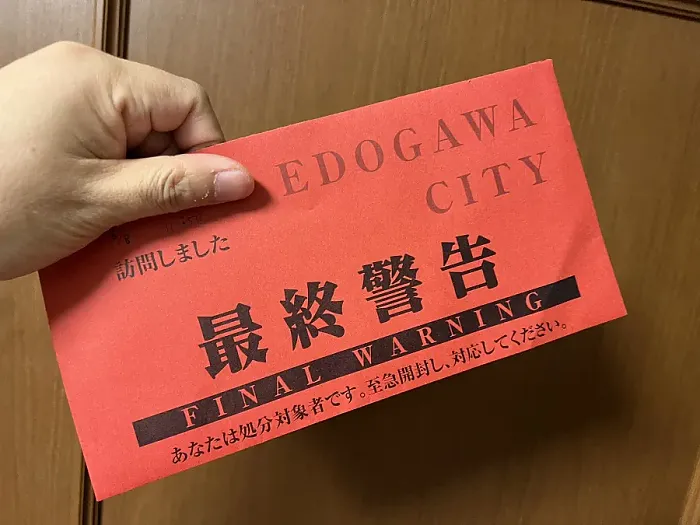 EDOGAWA
CITY
訪問しました
最終警告
FINAL WARNING
あなたは処分対象者です。至急開封し、対応してください。